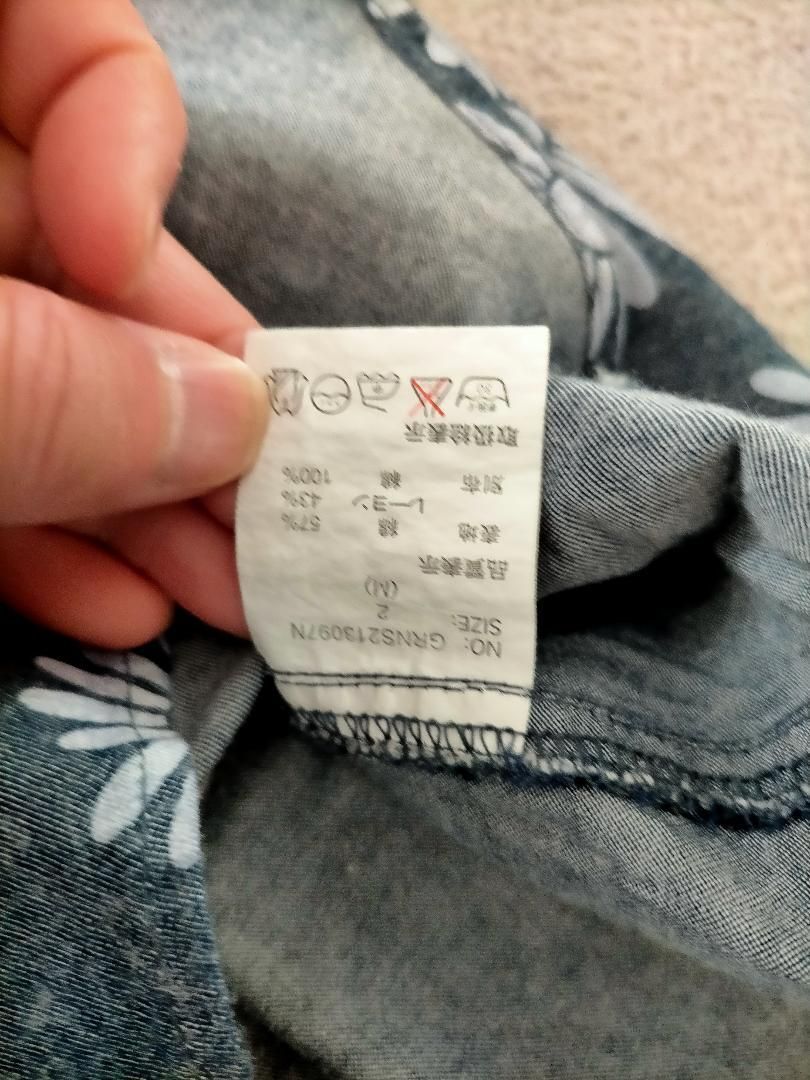 NO: GRNS213097N
SIZE:
2
(M)
品質表示
表地 綿 57%
レーヨン 43%
別布 綿 100%
取扱絵表示